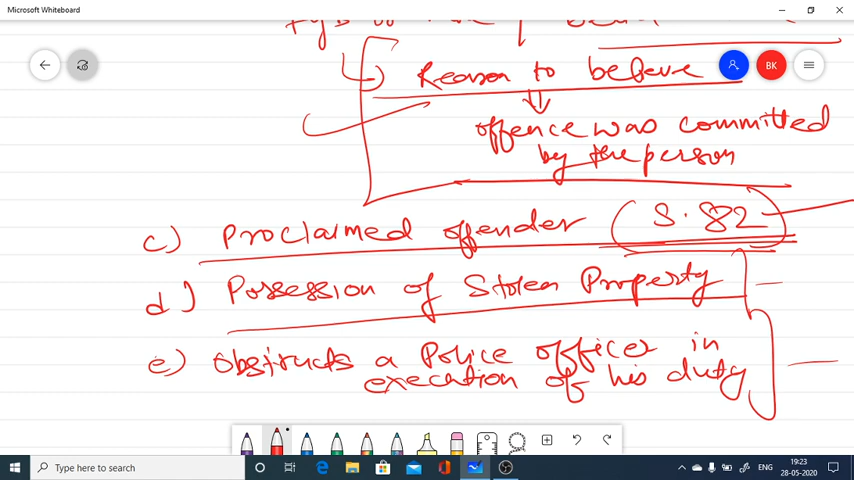 Microsoft Whiteboard
BK
Reason to believe
offence was committed
by the person
c) Proclaimed offender (S.82)
d) Possession of Stolen Property
e) Obstructs a Police officer in
execution of his duty
Type here to search
ENG
19:23
28-05-2020